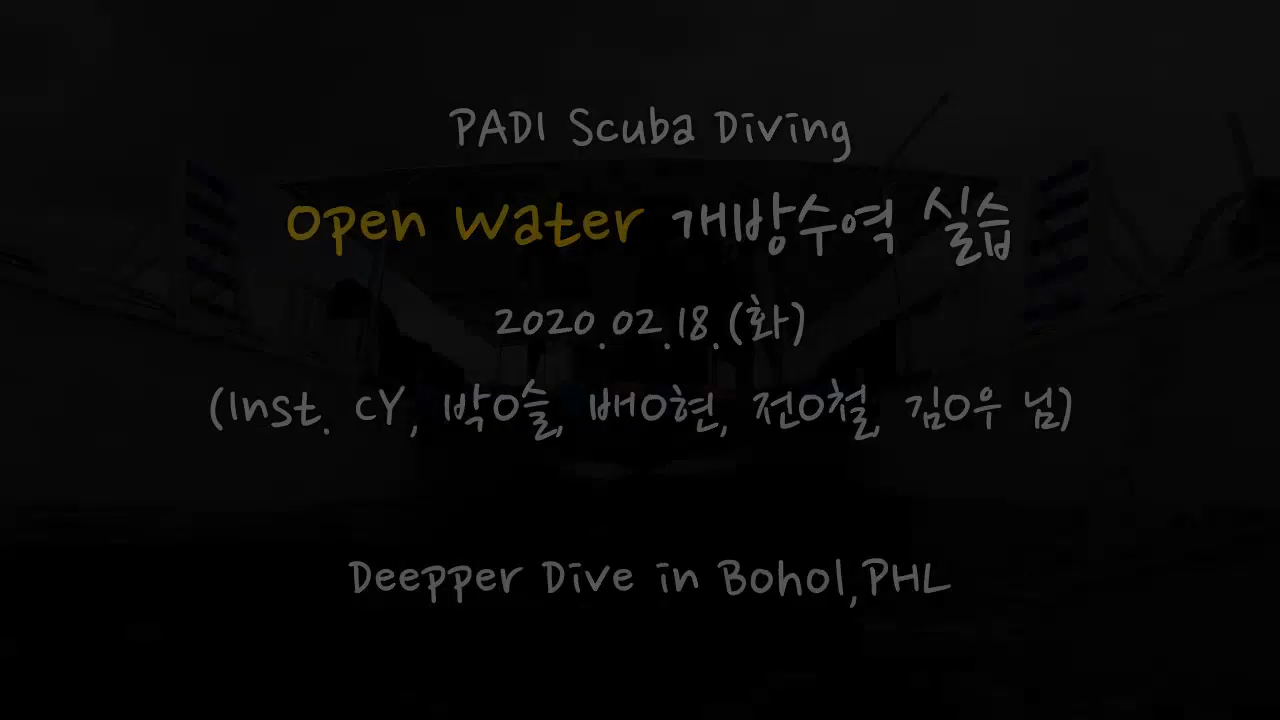 PADI Scuba Diving
Open Water 개방수역 실습
2020.02.18.(화)
(Inst. CY, 박O슬, 배O현, 전O철, 김O우 님)
Deepper Dive in Bohol,PHL